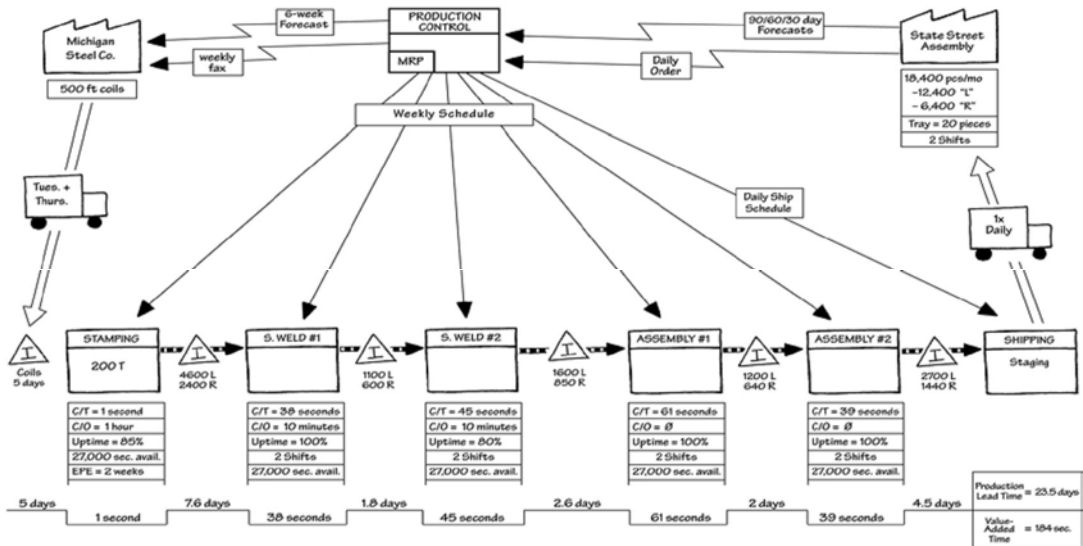 Michigan
Steel Co.
500 ft coils
6-week
Forecast
weekly
fax
PRODUCTION
CONTROL
MRP
90/60/30 day
Forecasts
Daily
Order
State Street
Assembly
18,400 pcs/mo
-12,400 "L"
- 6,400 "R"
Tray = 20 pieces
2 Shifts
Weekly Schedule
Tues. +
Thurs.
Daily Ship
Schedule
1x
Daily
I
Coils
5 days
STAMPING
200 T
C/T = 1 second
C/O = 1 hour
Uptime = 85%
27,000 sec. avail.
EPE = 2 weeks
I
4600 L
2400 R
S. WELD #1
C/T = 38 seconds
C/O = 10 minutes
Uptime = 100%
2 Shifts
27,000 sec. avail.
I
1100 L
600 R
S. WELD #2
C/T = 45 seconds
C/O = 10 minutes
Uptime = 80%
2 Shifts
27,000 sec. avail.
I
1600 L
850 R
ASSEMBLY #1
C/T = 61 seconds
C/O = Ø
Uptime = 100%
2 Shifts
27,000 sec. avail.
I
1200 L
640 R
ASSEMBLY #2
C/T = 39 seconds
C/O = Ø
Uptime = 100%
2 Shifts
27,000 sec. avail.
I
2700 L
1440 R
SHIPPING
Staging
5 days
1 second
7.6 days
38 seconds
1.8 days
45 seconds
2.6 days
61 seconds
2 days
39 seconds
4.5 days
Production
Lead Time = 23.5 days
Value-
Added = 184 sec.
Time